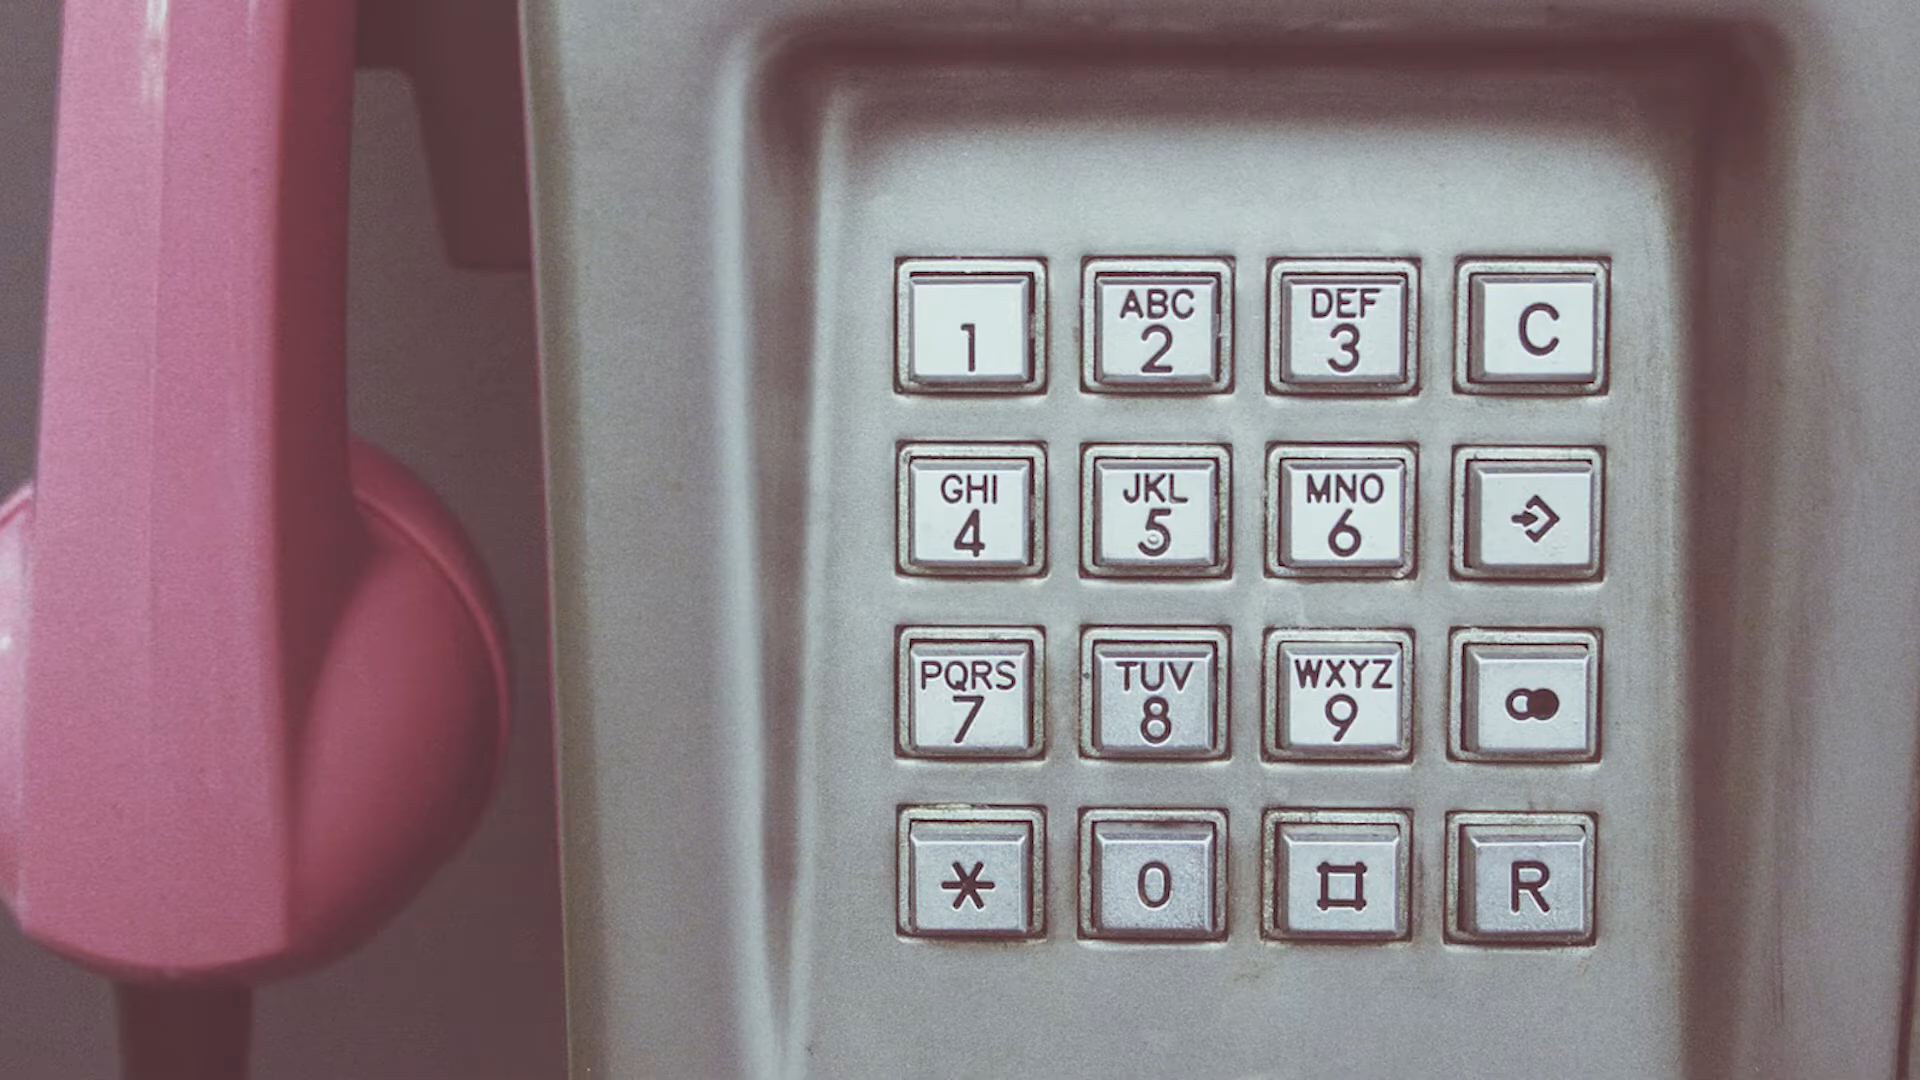 1 ABC DEF C
2 3
GHI JKL MNO
4 5 6
PQRS TUV WXYZ
7 8 9
* 0 # R